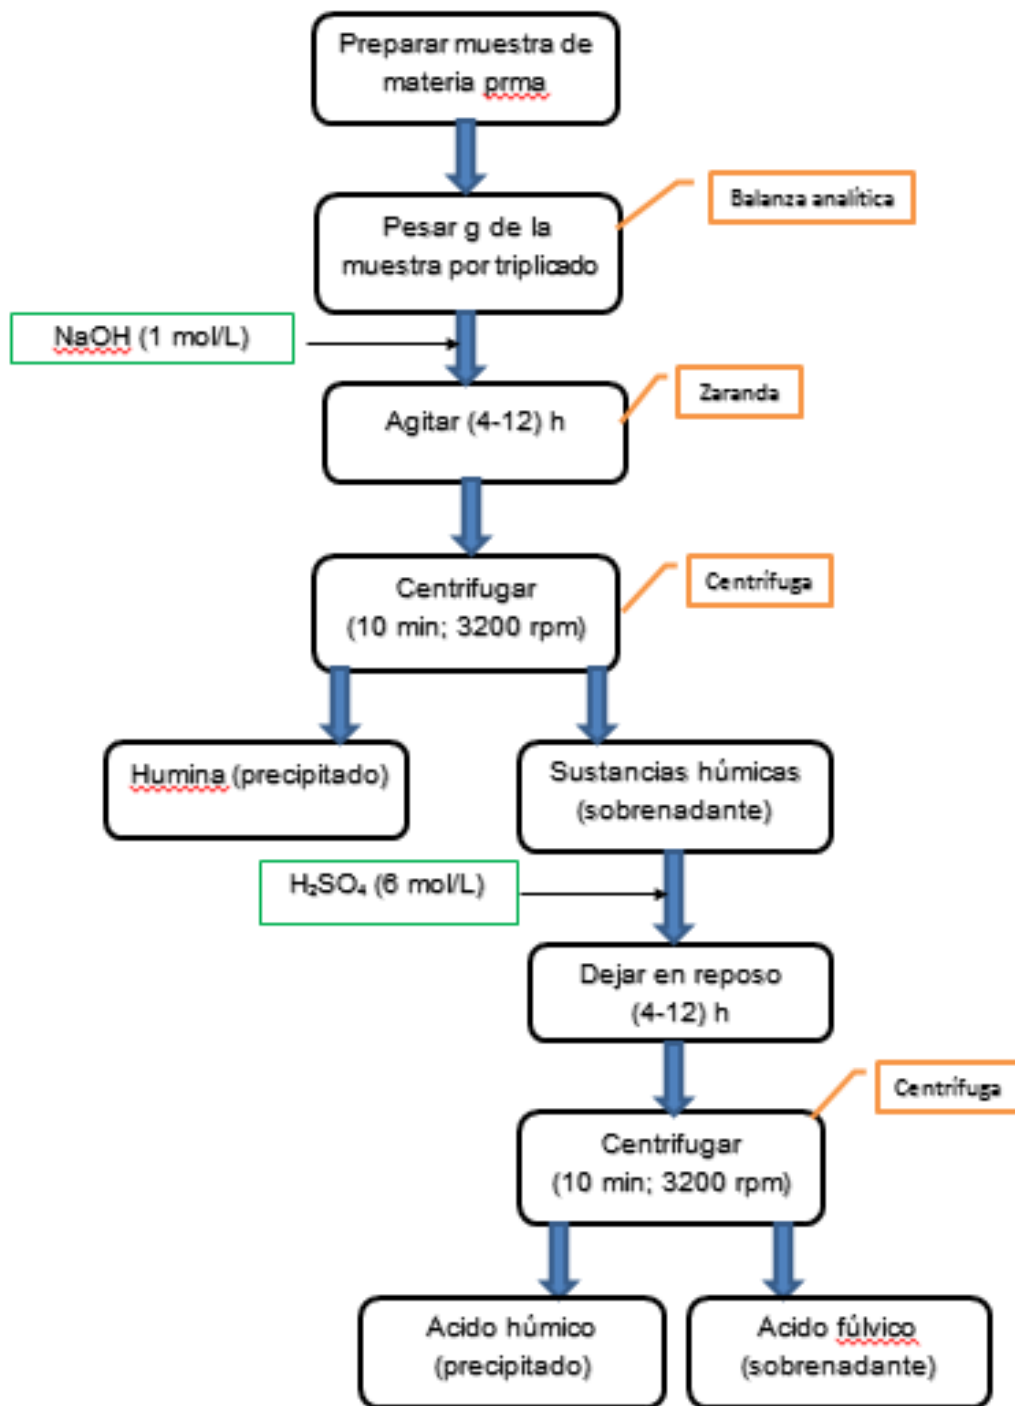 Preparar muestra de
materia prma
Balanza analítica
Pesar g de la
muestra por triplicado
NaOH (1 mol/L)
Zaranda
Agitar (4-12) h
Centrífuga
Centrifugar
(10 min; 3200 rpm)
Humina (precipitado)
Sustancias húmicas
(sobrenadante)
H₂SO₄ (6 mol/L)
Dejar en reposo
(4-12) h
Centrífuga
Centrifugar
(10 min; 3200 rpm)
Acido húmico
(precipitado)
Acido fúlvico
(sobrenadante)